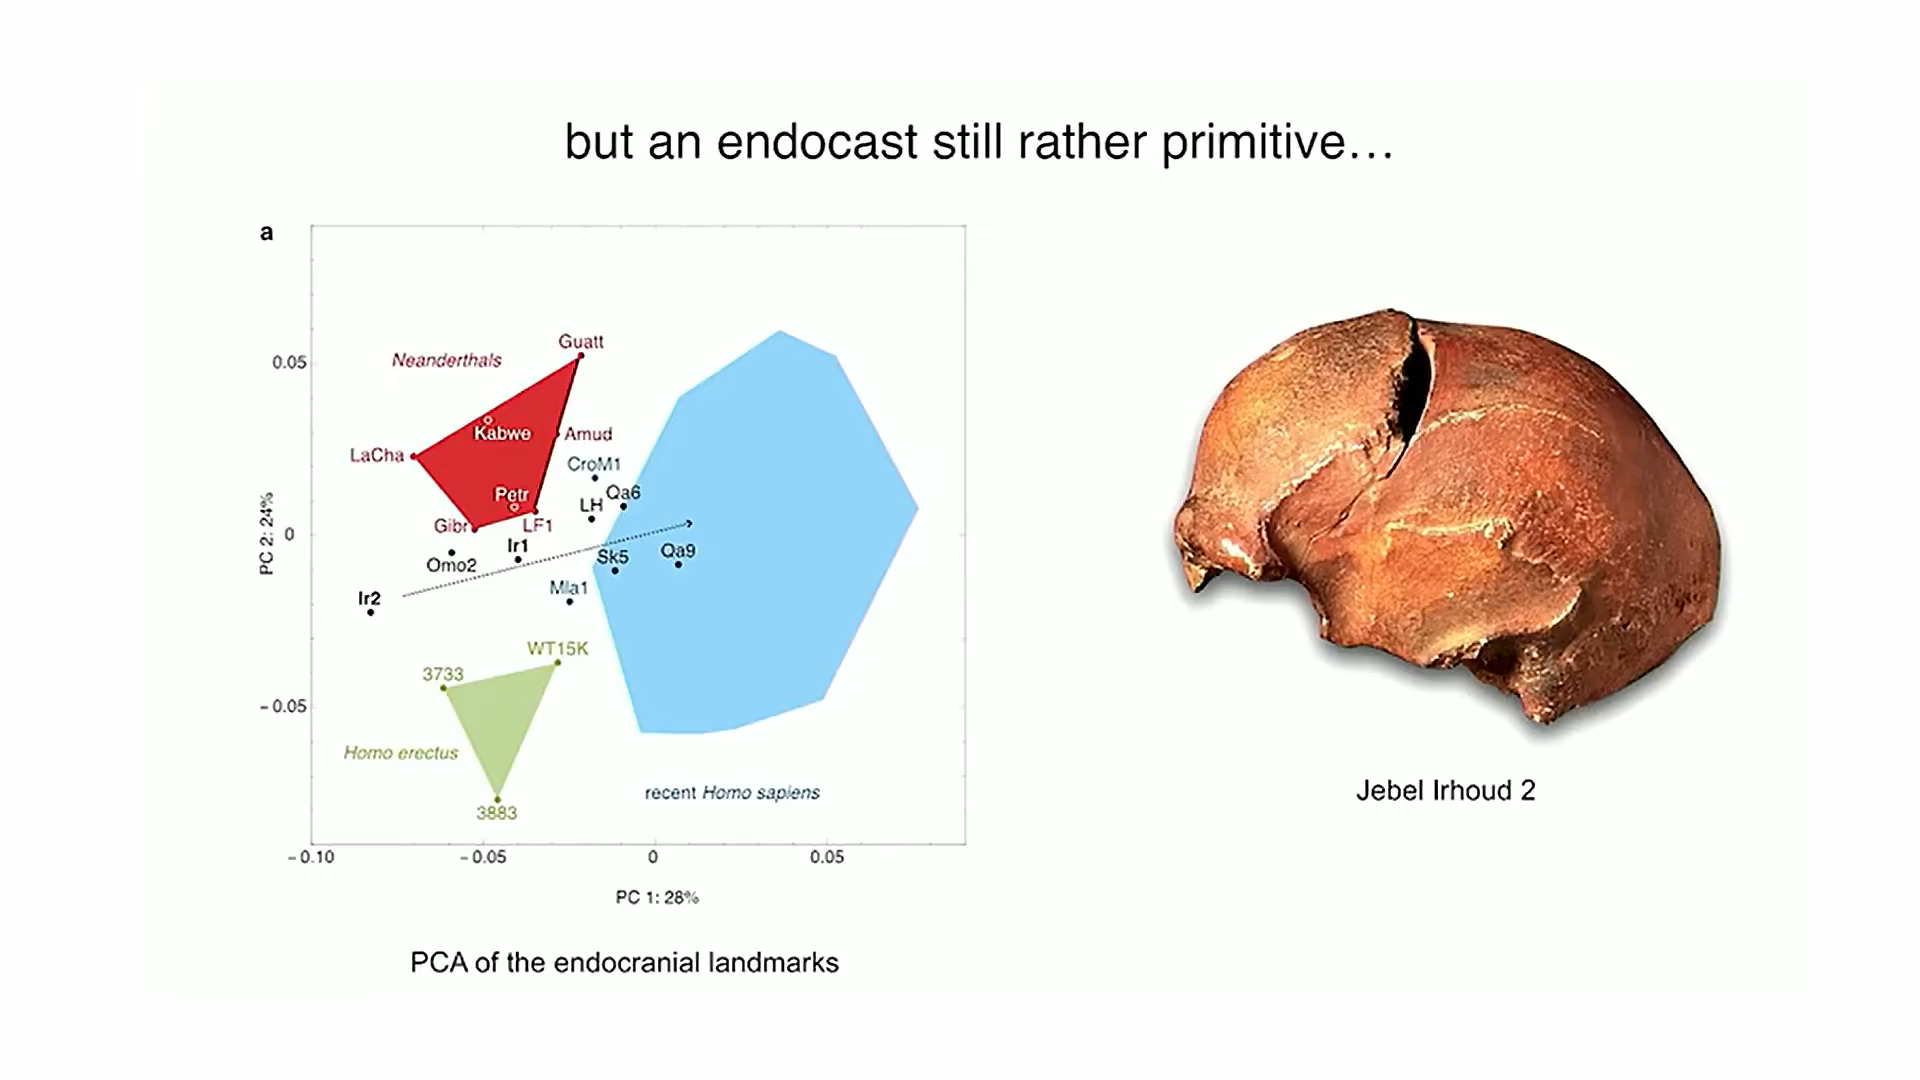 but an endocast still rather primitive…
a
Guatt
Neanderthals
0.05
Kabwe
Amud
LaCha
CroM1
Petr
Qa6
LH
Gibr
LF1
PC 2: 24%
0
Ir1
Sk5
Qa9
Omo2
Mla1
Ir2
WT15K
3733
-0.05
Homo erectus
recent Homo sapiens
3883
-0.10
-0.05
0
0.05
PC 1: 28%
Jebel Irhoud 2
PCA of the endocranial landmarks